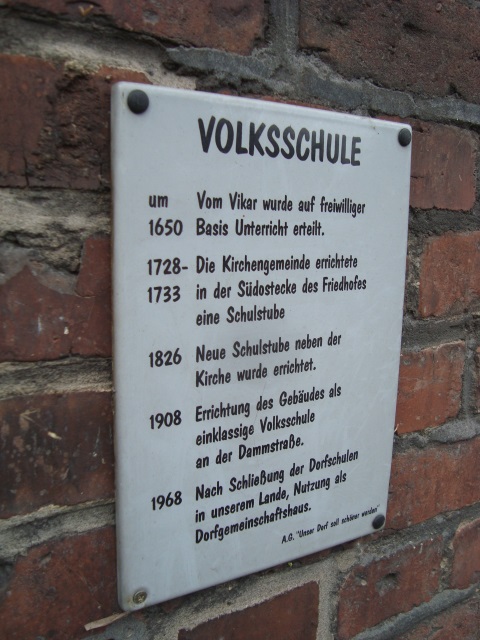 VOLKSSCHULE
um Vom Vikar wurde auf freiwilliger
1650 Basis Unterricht erteilt.
1728- Die Kirchengemeinde errichtete
1733 in der Südostecke des Friedhofes
eine Schulstube
1826 Neue Schulstube neben der
Kirche wurde errichtet.
1908 Errichtung des Gebäudes als
einklassige Volksschule
an der Dammstraße.
1968 Nach Schließung der Dorfschulen
in unserem Lande, Nutzung als
Dorfgemeinschaftshaus.
A.G. "Unser Dorf soll schöner werden"